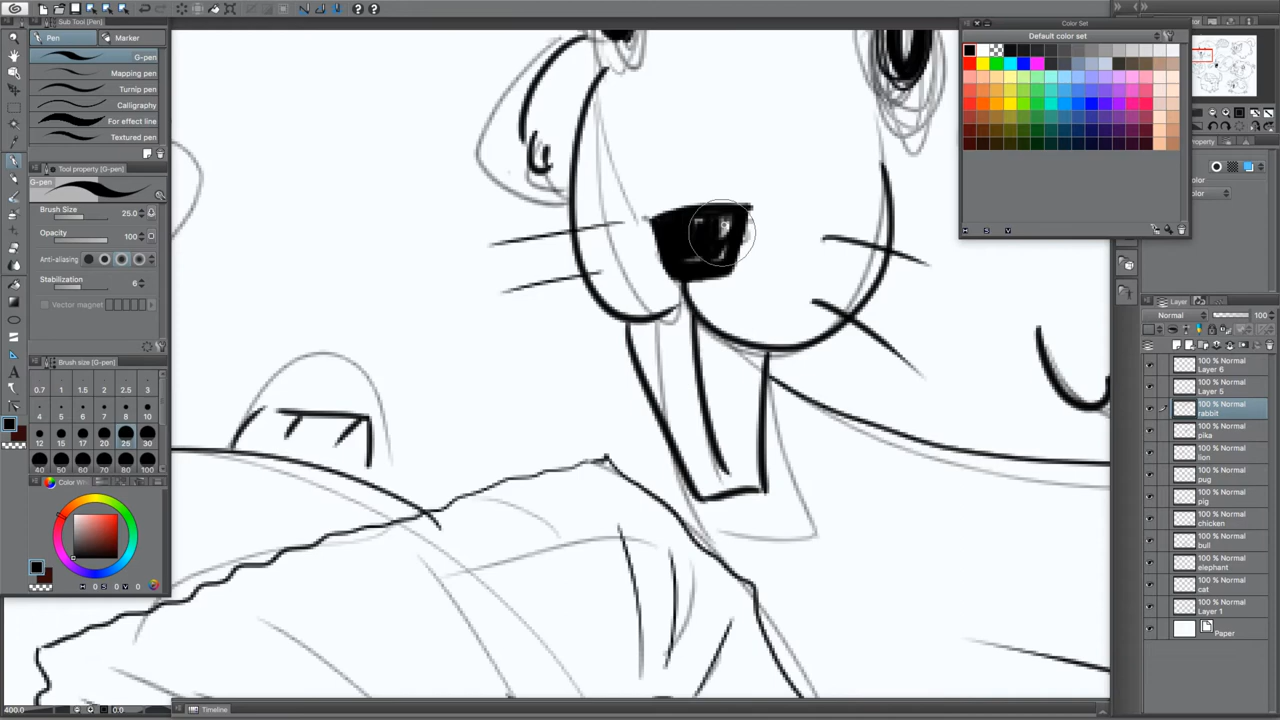 Sub Tool [Pen]
Pen
Marker
G-pen
Mapping pen
Turnip pen
Calligraphy
For effect line
Textured pen
Tool property [G-pen]
G-pen
Brush Size 25.0
Opacity 100
Anti-aliasing
Stabilization 6
Vector magnet
Brush size [G-pen]
0.7 1 1.5 2 2.5 3
4 5 6 7 8 10
12 15 17 20 25 30
40 50 60 70 80 100
Color
H 0 S 0 V 0
400.0
0.0
Timeline
Color Set
Default color set
H S V
Property
Layer
Normal 100
100 % Normal
Layer 6
100 % Normal
Layer 5
100 % Normal
rabbit
100 % Normal
pika
100 % Normal
lion
100 % Normal
pug
100 % Normal
pig
100 % Normal
chicken
100 % Normal
bull
100 % Normal
elephant
100 % Normal
cat
100 % Normal
Layer 1
Paper